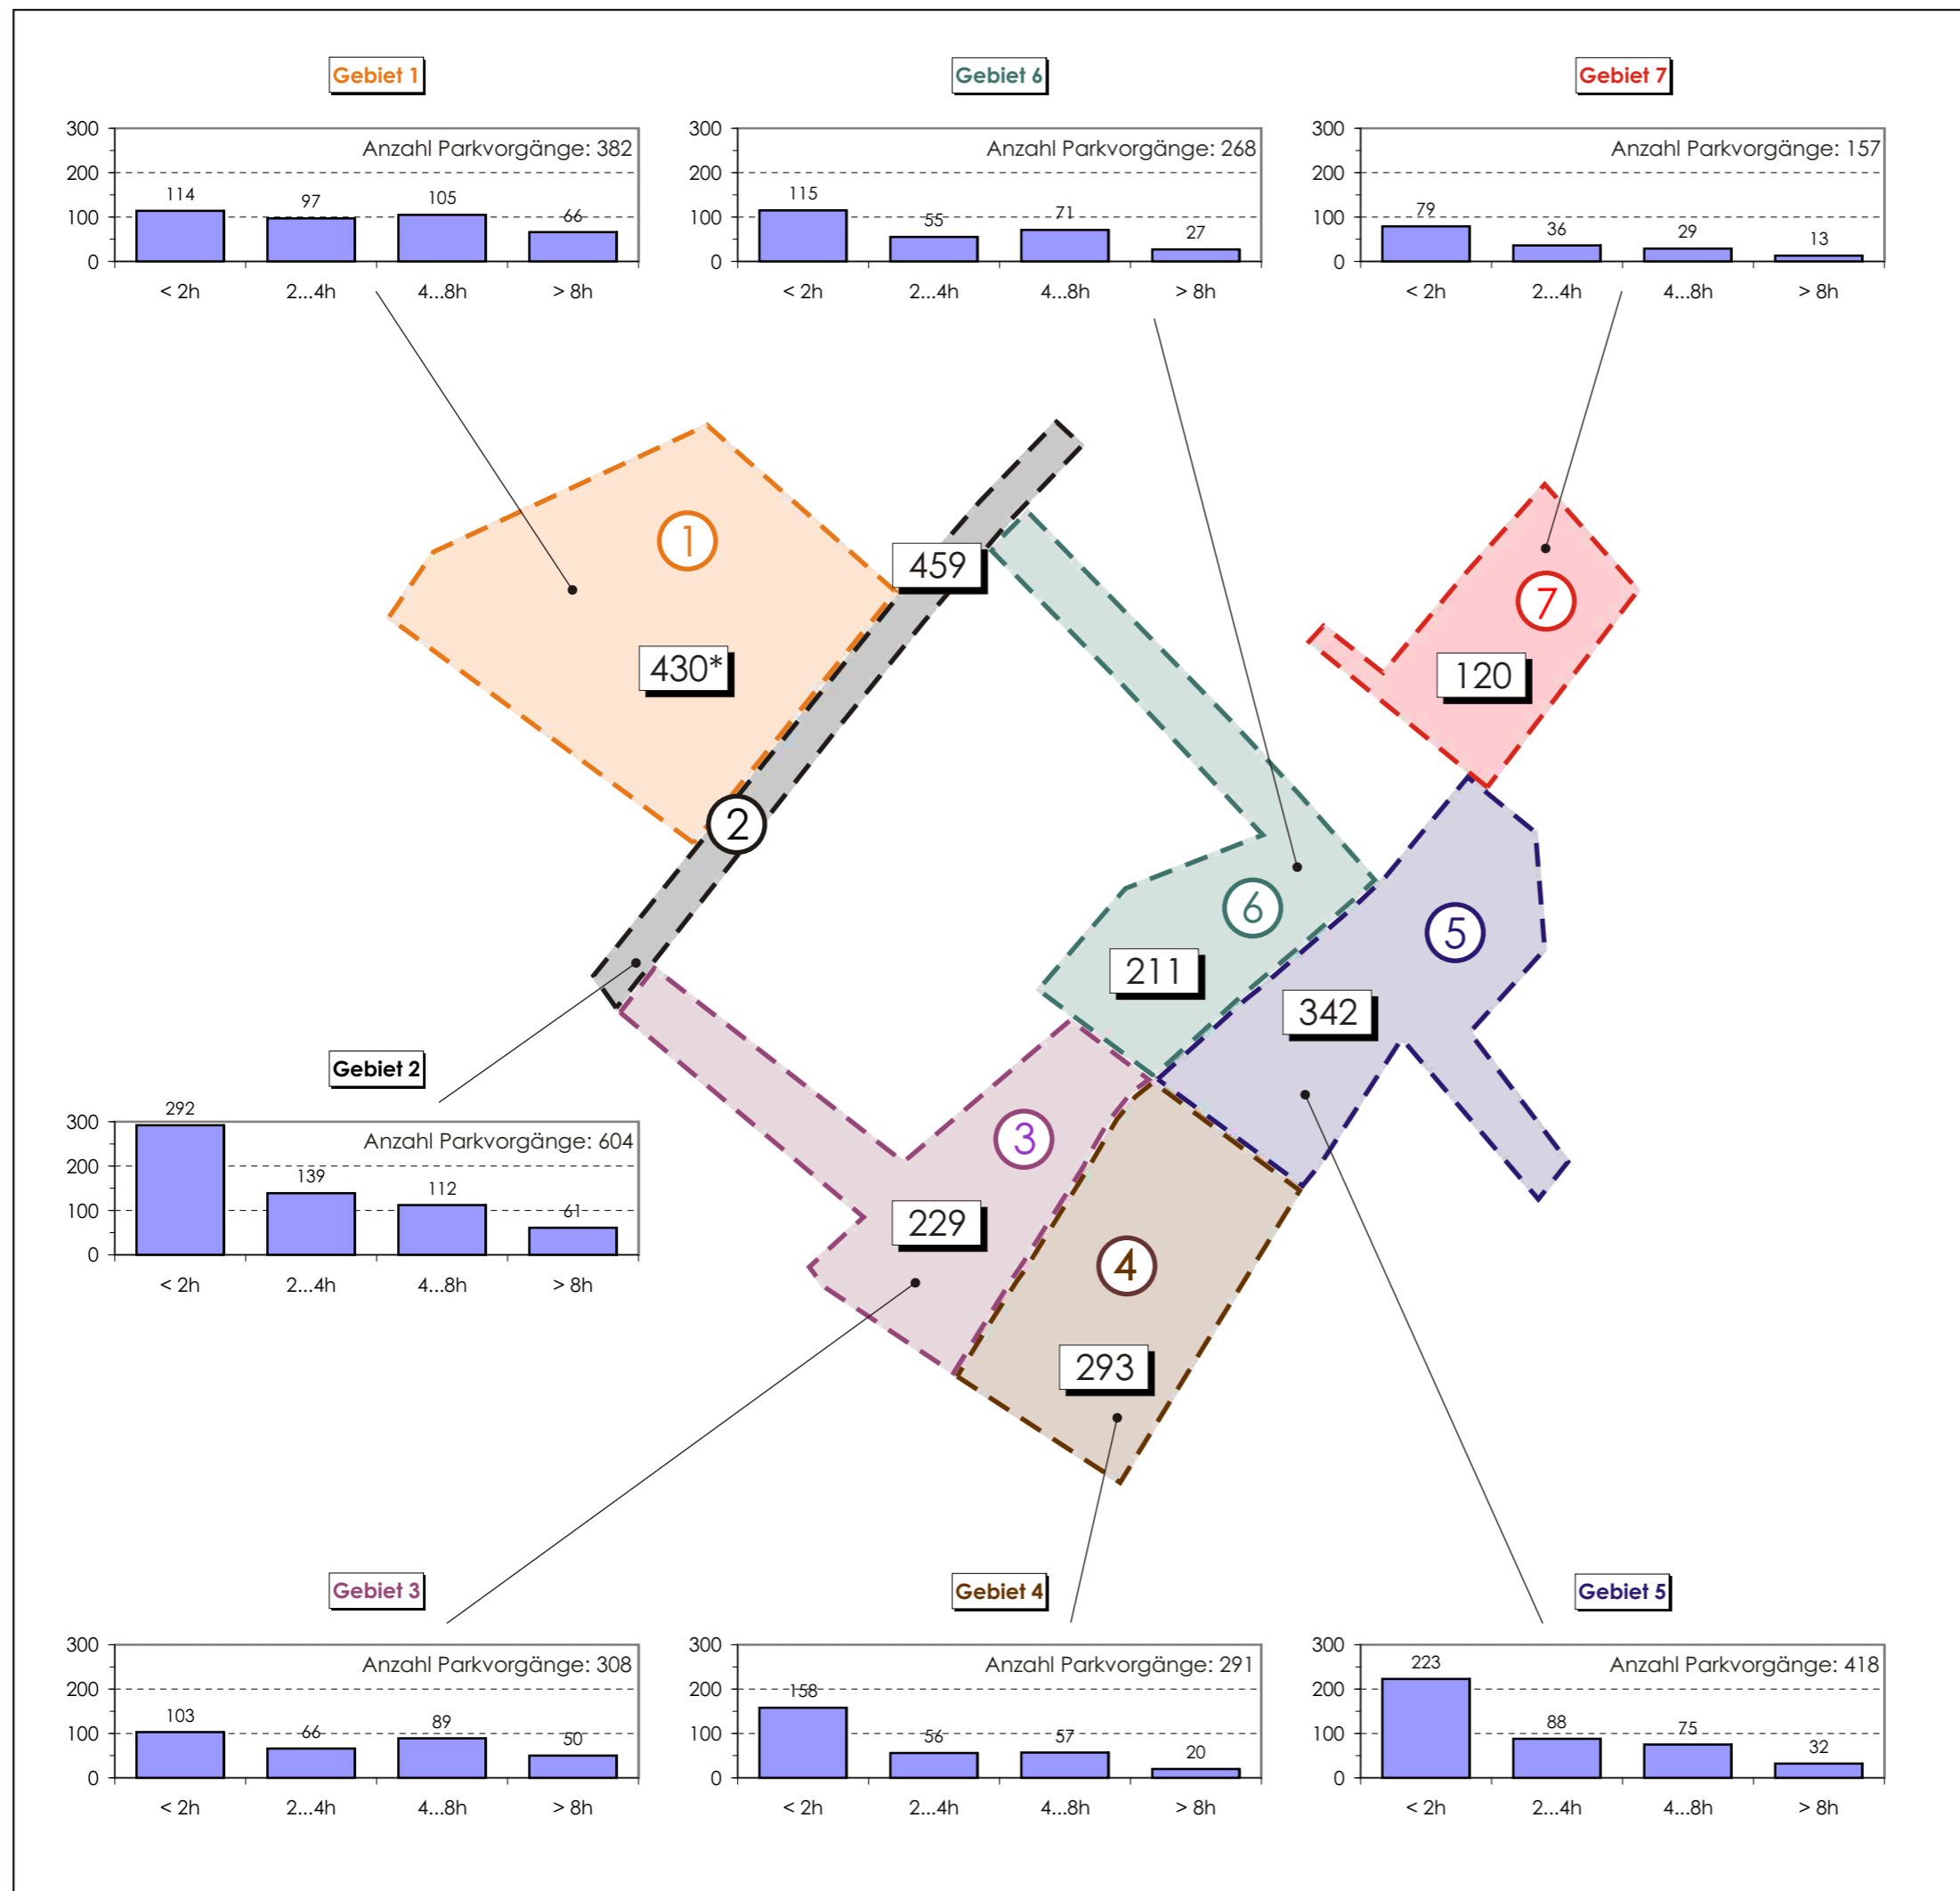 Gebiet 1
Anzahl Parkvorgänge: 382
300
200
100
0
114
97
105
66
< 2h
2...4h
4...8h
> 8h
Gebiet 6
Anzahl Parkvorgänge: 268
300
200
100
0
115
55
71
27
< 2h
2...4h
4...8h
> 8h
Gebiet 7
Anzahl Parkvorgänge: 157
300
200
100
0
79
36
29
13
< 2h
2...4h
4...8h
> 8h
1
459
7
430*
120
2
6
5
211
342
3
229
4
293
Gebiet 2
Anzahl Parkvorgänge: 604
300
200
100
0
292
139
112
61
< 2h
2...4h
4...8h
> 8h
Gebiet 3
Anzahl Parkvorgänge: 308
300
200
100
0
103
66
89
50
< 2h
2...4h
4...8h
> 8h
Gebiet 4
Anzahl Parkvorgänge: 291
300
200
100
0
158
56
57
20
< 2h
2...4h
4...8h
> 8h
Gebiet 5
Anzahl Parkvorgänge: 418
300
200
100
0
223
88
75
32
< 2h
2...4h
4...8h
> 8h